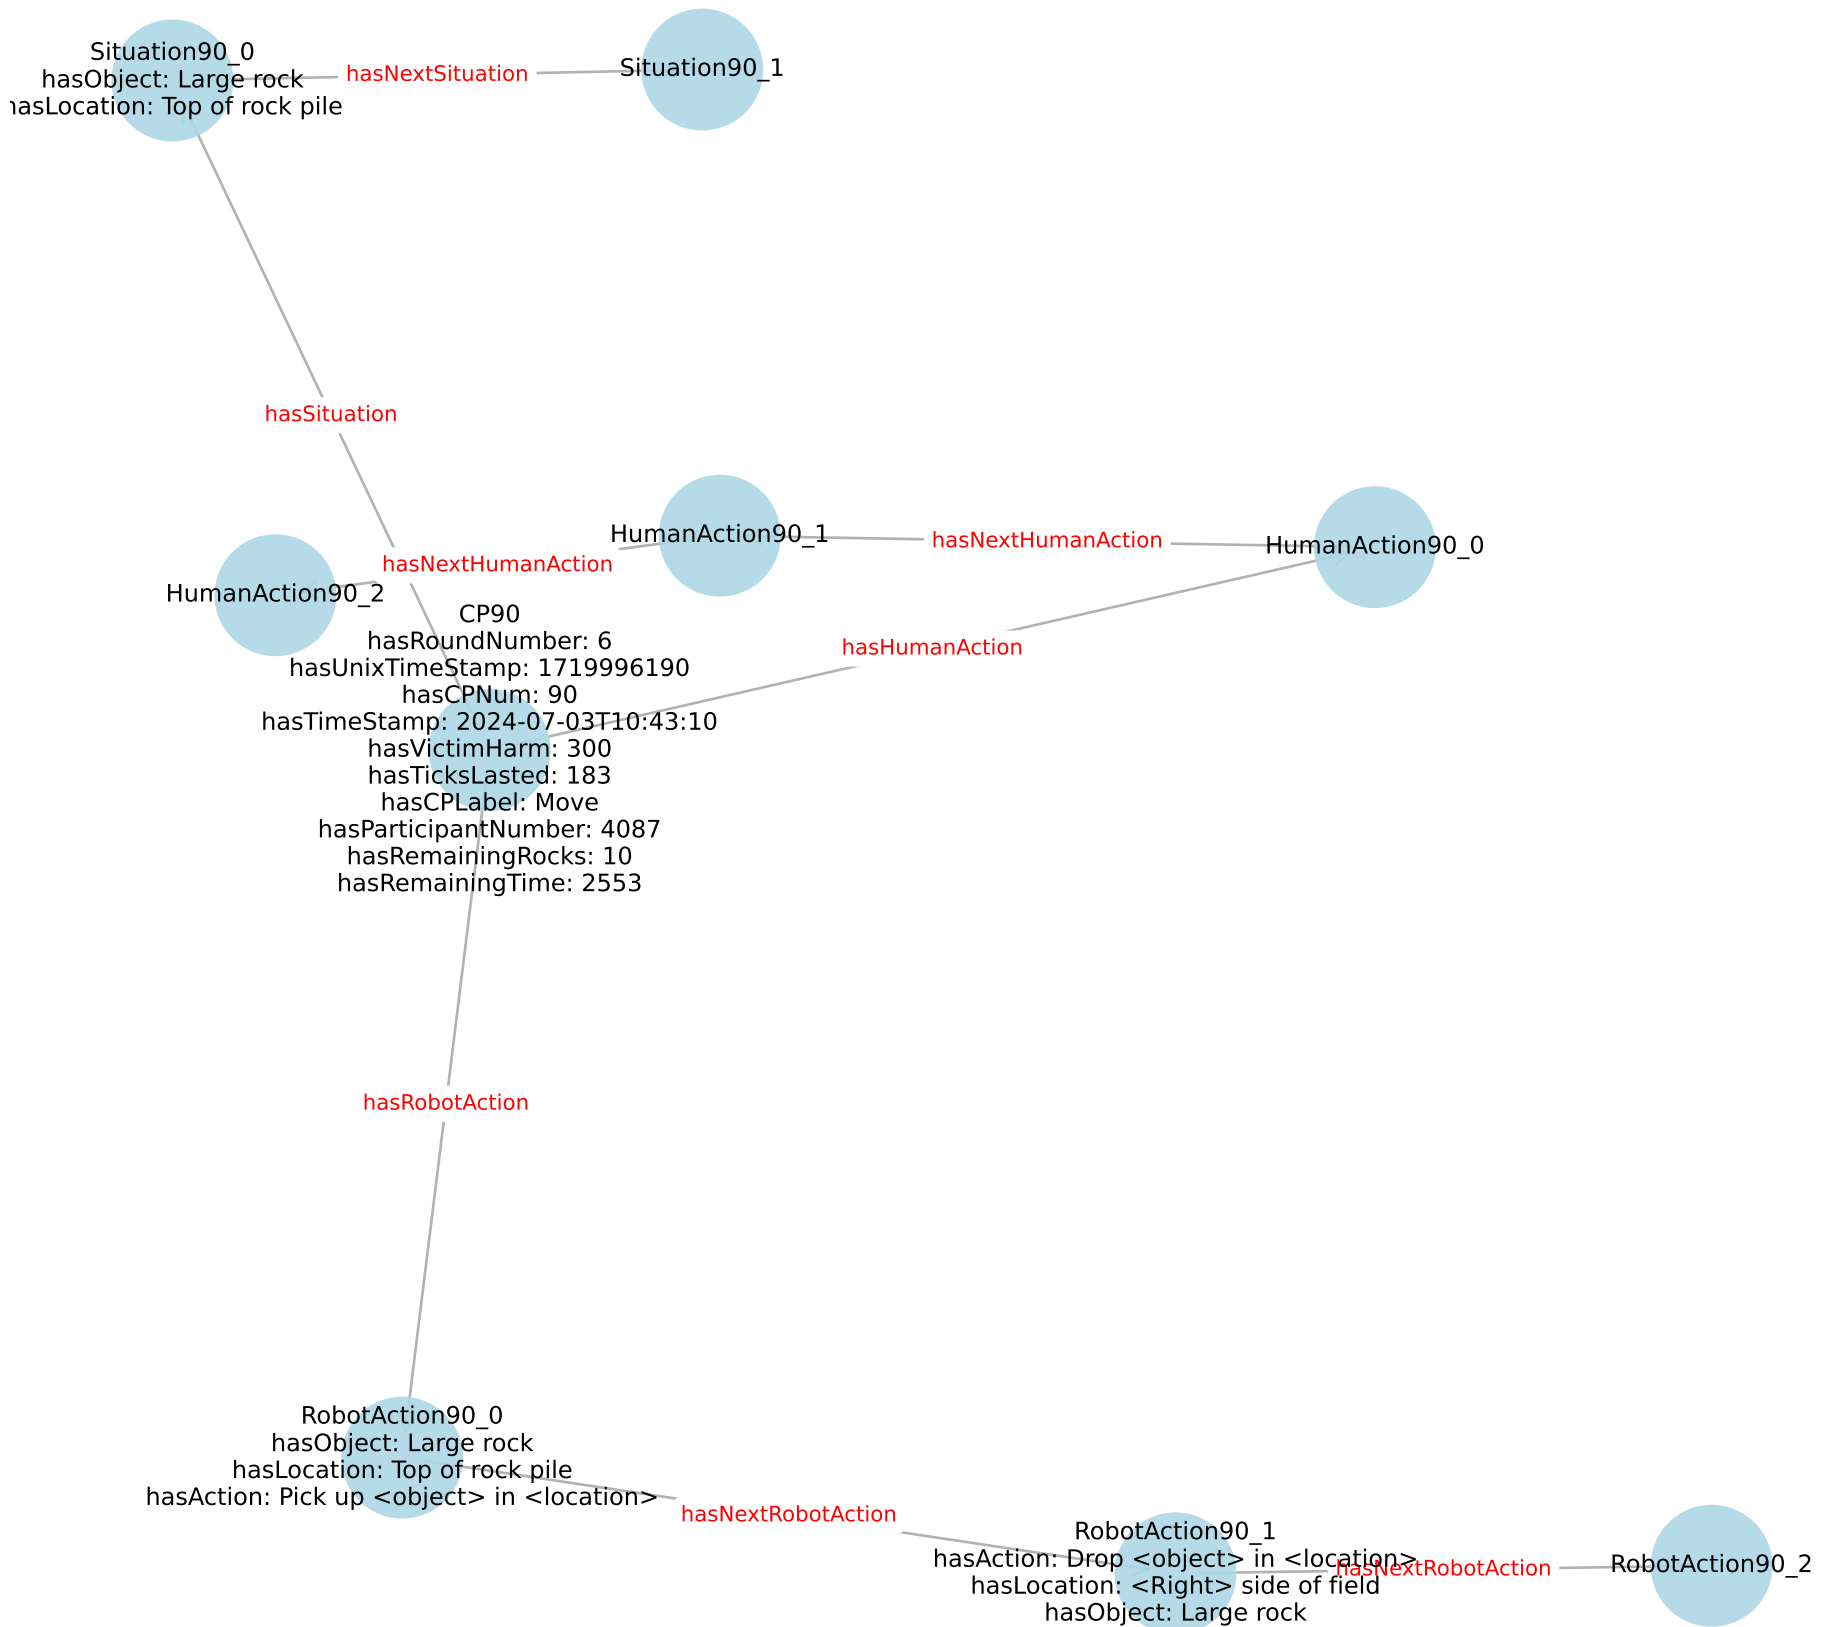 Situation90_0
hasObject: Large rock
hasLocation: Top of rock pile
hasNextSituation
Situation90_1
hasSituation
HumanAction90_1
hasNextHumanAction
HumanAction90_0
hasNextHumanAction
HumanAction90_2
CP90
hasRoundNumber: 6
hasUnixTimeStamp: 1719996190
hasCPNum: 90
hasTimeStamp: 2024-07-03T10:43:10
hasVictimHarm: 300
hasTicksLasted: 183
hasCPLabel: Move
hasParticipantNumber: 4087
hasRemainingRocks: 10
hasRemainingTime: 2553
hasHumanAction
hasRobotAction
RobotAction90_0
hasObject: Large rock
hasLocation: Top of rock pile
hasAction: Pick up <object> in <location>
hasNextRobotAction
RobotAction90_1
hasAction: Drop <object> in <location>
hasLocation: <Right> side of field
hasObject: Large rock
hasNextRobotAction
RobotAction90_2